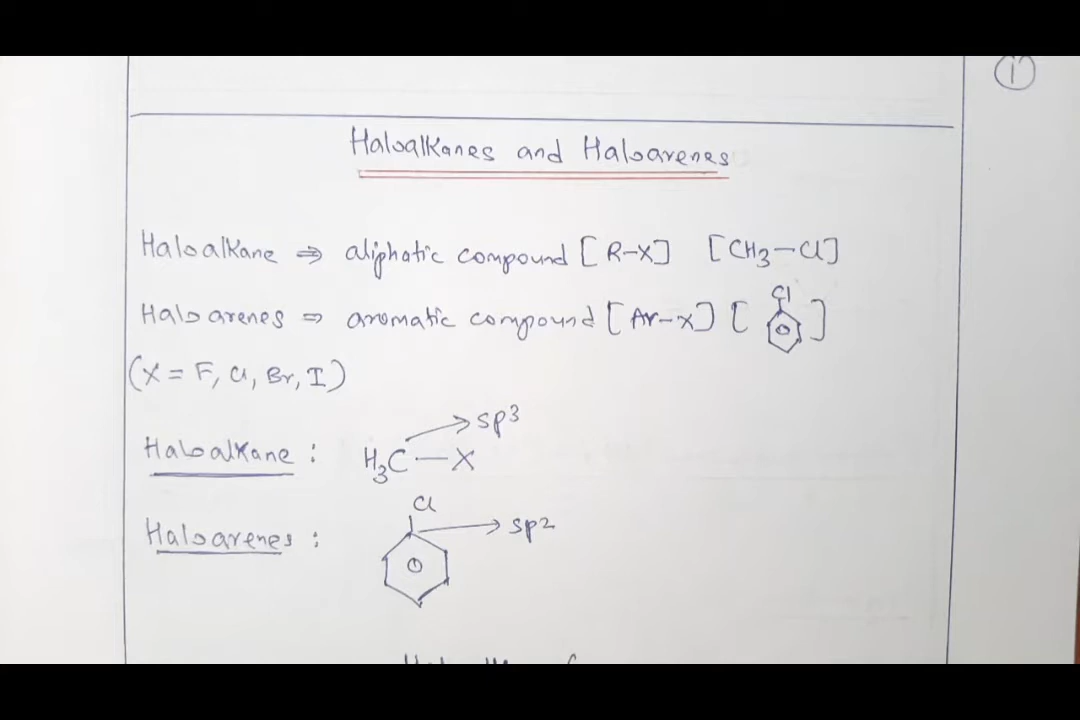 1
Haloalkanes and Haloarenes
Haloalkane ⇒ aliphatic compound [R-X] [CH3-Cl]
Haloarenes ⇒ aromatic compound [Ar-X] [Cl]
(X = F, Cl, Br, I)
Haloalkane : H3C-X → sp3
Haloarenes : Cl → sp2